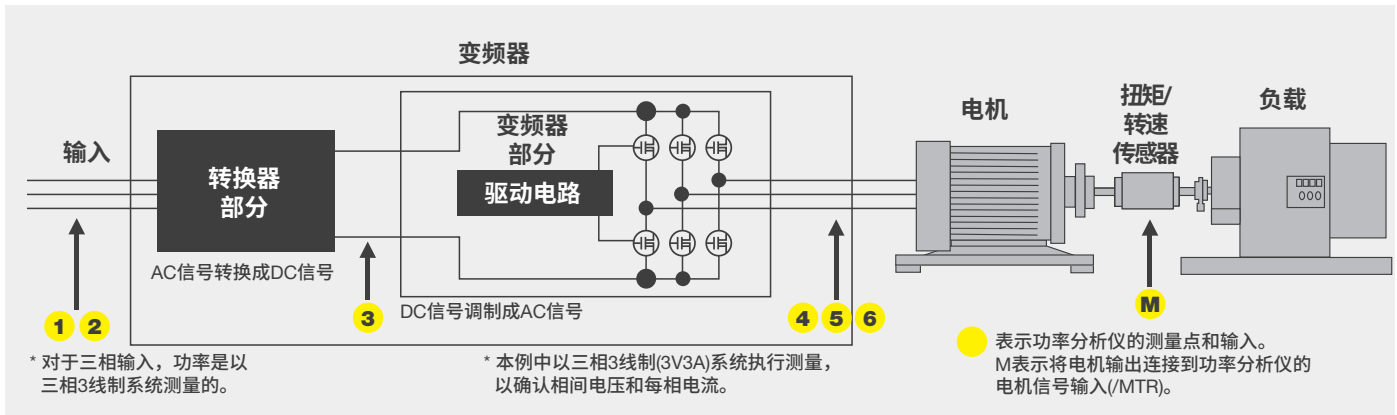 变频器
输入
转换器
部分
AC信号转换成DC信号
变频器
部分
驱动电路
DC信号调制成AC信号
电机
扭矩/
转速
传感器
负载
1 2
3
4 5 6
M
* 对于三相输入，功率是以
三相3线制系统测量的。
* 本例中以三相3线制(3V3A)系统执行测量，
以确认相间电压和每相电流。
表示功率分析仪的测量点和输入。
M表示将电机输出连接到功率分析仪的
电机信号输入(/MTR)。